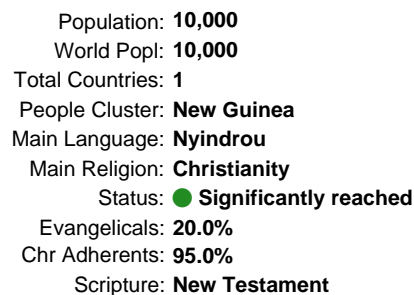 Population: 10,000
World Popl: 10,000
Total Countries: 1
People Cluster: New Guinea
Main Language: Nyindrou
Main Religion: Christianity
Status: Significantly reached
Evangelicals: 20.0%
Chr Adherents: 95.0%
Scripture: New Testament